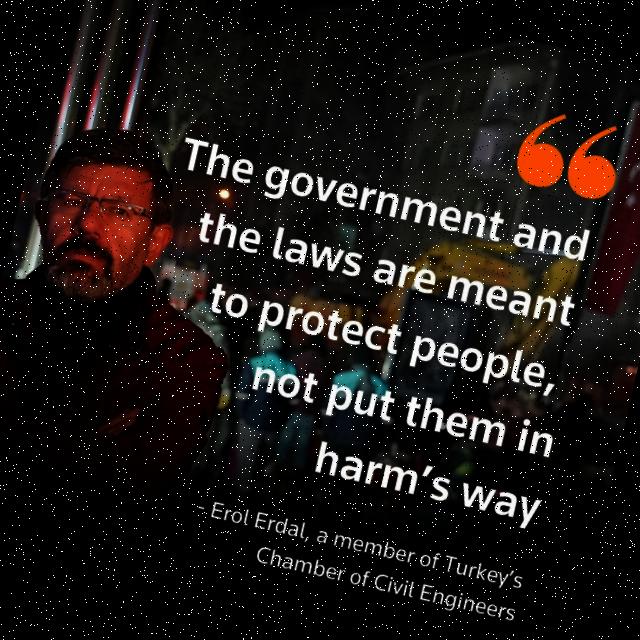 The government and
the laws are meant
to protect people,
not put them in
harm's way
– Erol Erdal, a member of Turkey's
Chamber of Civil Engineers